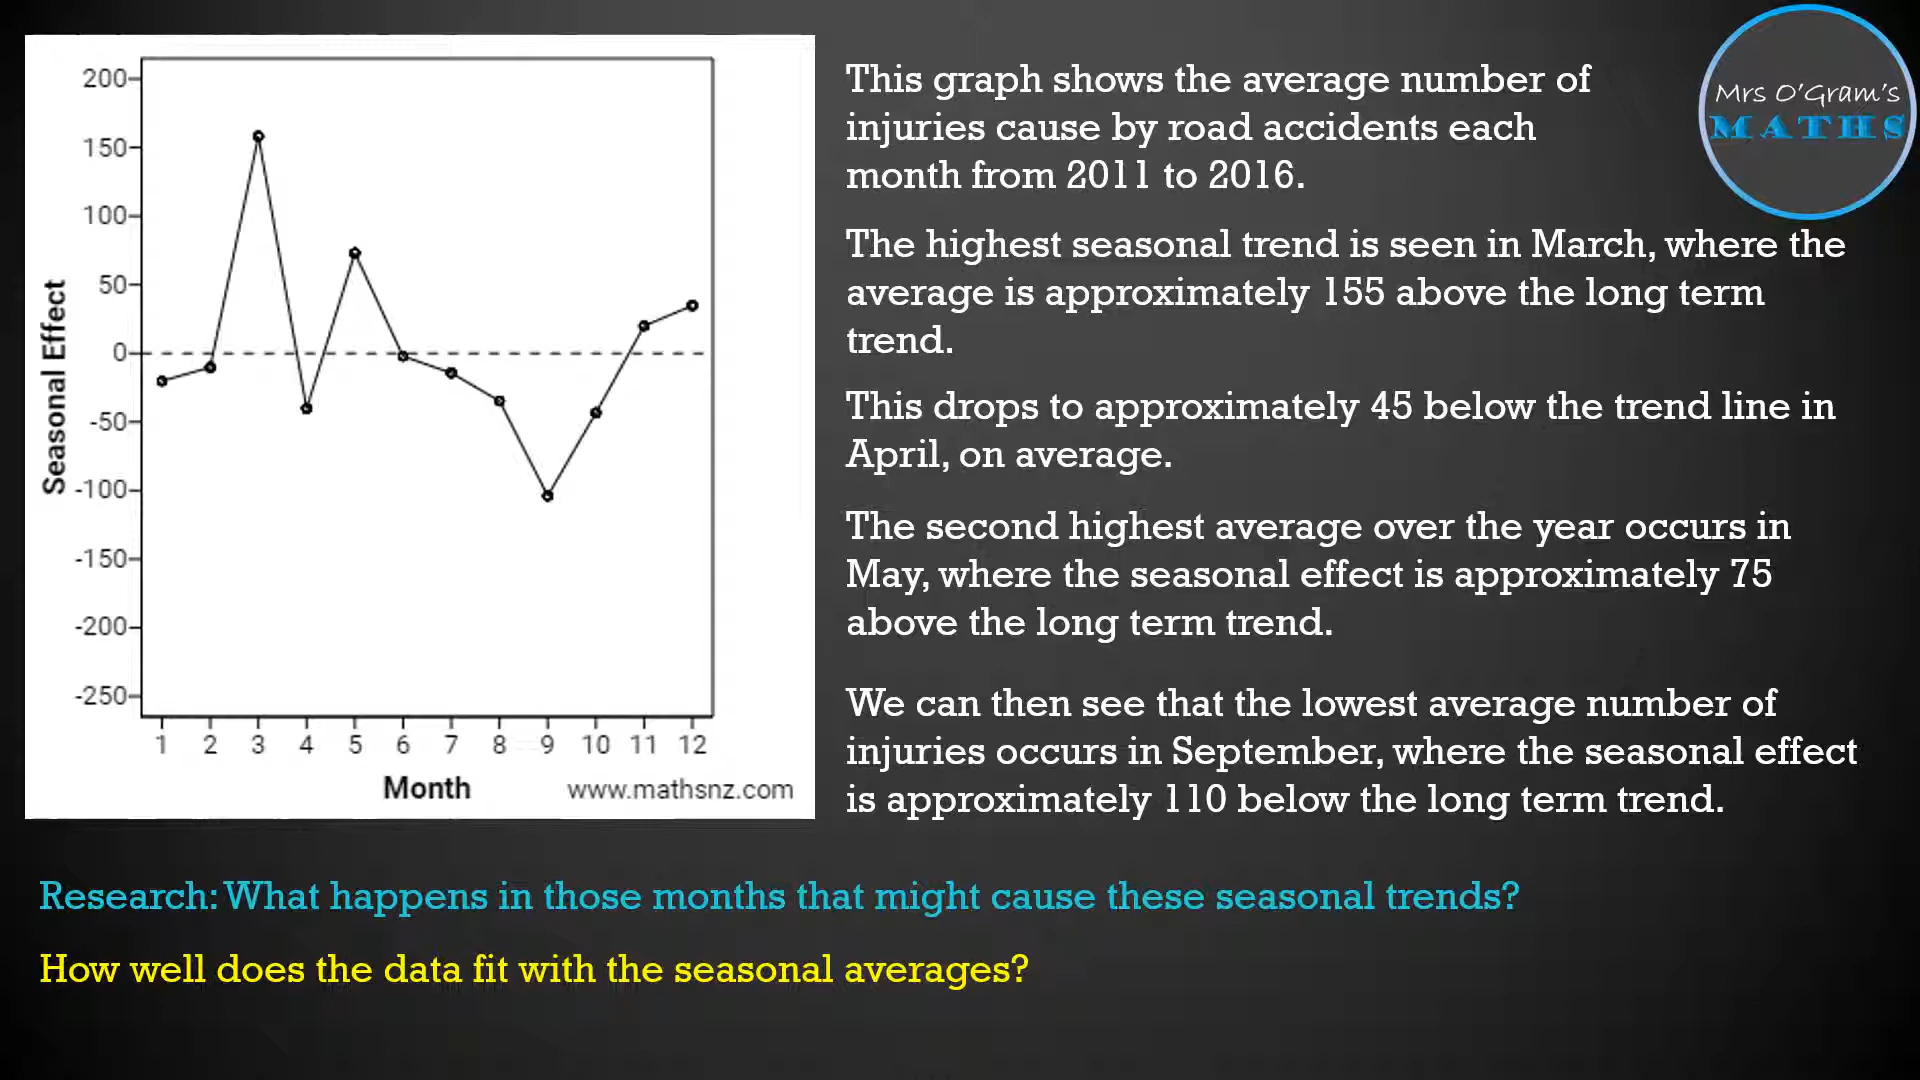 200
150
100
50
0
-50
-100
-150
-200
-250
Seasonal Effect
1 2 3 4 5 6 7 8 9 10 11 12
Month
www.mathsnz.com
This graph shows the average number of
injuries cause by road accidents each
month from 2011 to 2016.
Mrs O'Gram's
MATHS
The highest seasonal trend is seen in March, where the
average is approximately 155 above the long term
trend.
This drops to approximately 45 below the trend line in
April, on average.
The second highest average over the year occurs in
May, where the seasonal effect is approximately 75
above the long term trend.
We can then see that the lowest average number of
injuries occurs in September, where the seasonal effect
is approximately 110 below the long term trend.
Research: What happens in those months that might cause these seasonal trends?
How well does the data fit with the seasonal averages?